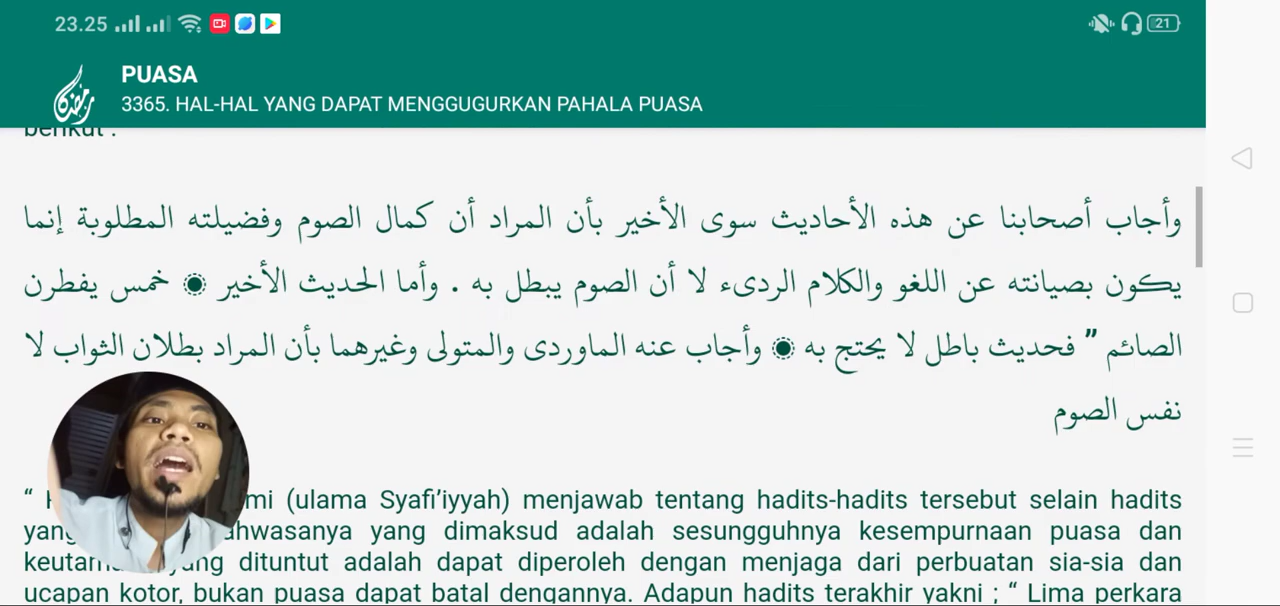 23.25
21
PUASA
3365. HAL-HAL YANG DAPAT MENGGUGURKAN PAHALA PUASA
berikut :
وأجاب أصحابنا عن هذه الأحاديث سوى الأخير بأن المراد أن كمال الصوم وفضيلته المطلوبة إنما
يكون بصيانته عن اللغو والكلام الردىء لا أن الصوم يبطل به . وأما الحديث الأخير ۞ خمس يفطرن
الصائم ” فحديث باطل لا يحتج به ۞ وأجاب عنه الماوردى والمتولى وغيرهما بأن المراد بطلان الثواب لا
نفس الصوم
“ mi (ulama Syafi’iyyah) menjawab tentang hadits-hadits tersebut selain hadits
yang ahwasanya yang dimaksud adalah sesungguhnya kesempurnaan puasa dan
yang dituntut adalah dapat diperoleh dengan menjaga dari perbuatan sia-sia dan
ucapan kotor, bukan puasa dapat batal dengannya. Adapun hadits terakhir yakni ; “ Lima perkara